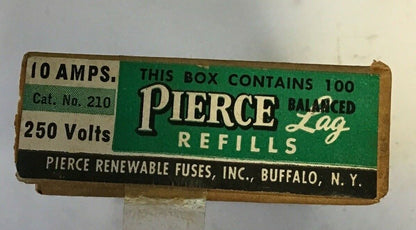 10 AMPS.
Cat. No. 210
250 Volts
THIS BOX CONTAINS 100
PIERCE BALANCED Lag
REFILLS
PIERCE RENEWABLE FUSES, INC., BUFFALO, N. Y.